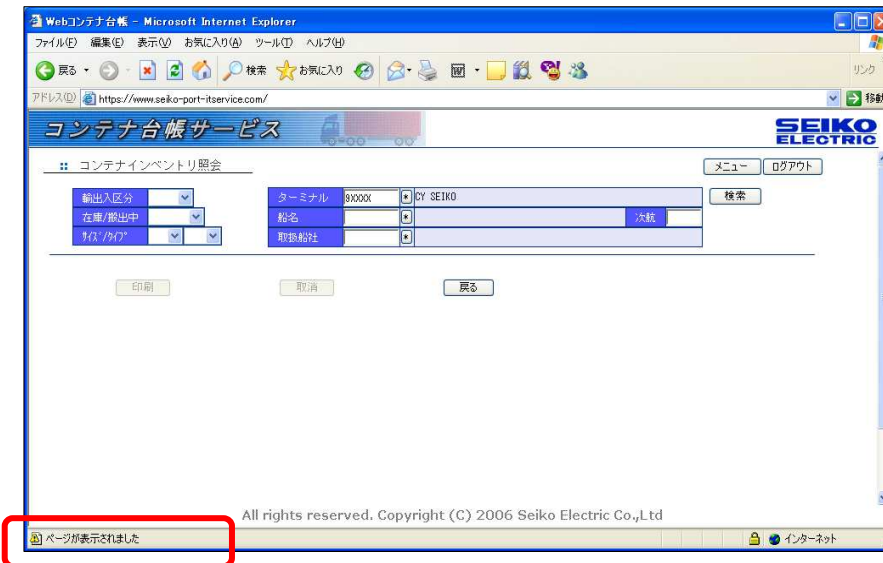 Webコンテナ台帳 - Microsoft Internet Explorer
ファイル(F) 編集(E) 表示(V) お気に入り(A) ツール(T) ヘルプ(H)
戻る 検索 お気に入り リンク
アドレス(D) https://www.seiko-port-itservice.com/ 移動
コンテナ台帳サービス SEIKO
ELECTRIC
コンテナインベントリ照会 メニュー ログアウト
輸出入区分 ターミナル 9XXXX * CY SEIKO 検索
在庫/搬出中 船名 * 次航
サイズ/タイプ 取扱船社 *
印刷 取消 戻る
All rights reserved. Copyright (C) 2006 Seiko Electric Co.,Ltd
ページが表示されました インターネット